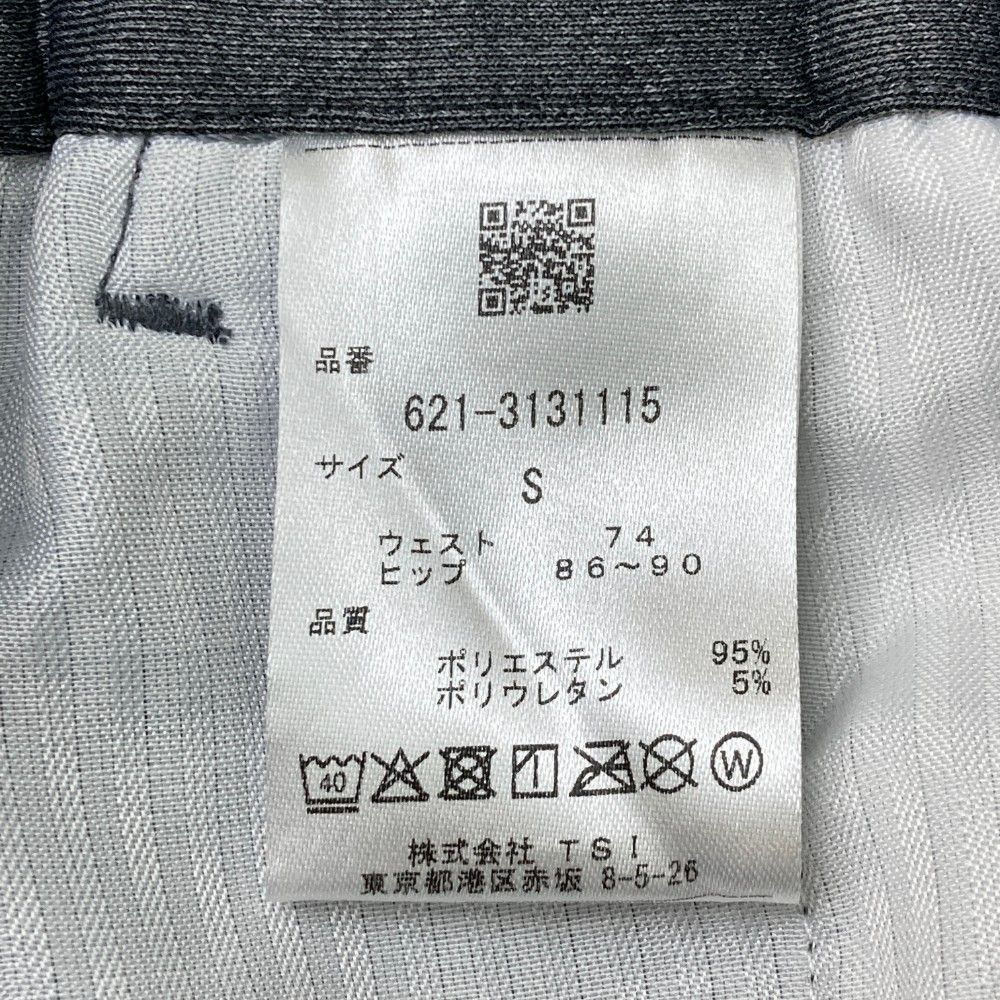 品番
621-3131115
サイズ
S
ウェスト 74
ヒップ 86~90
品質
ポリエステル 95%
ポリウレタン 5%
40 W
株式会社 TSI
東京都港区赤坂 8-5-26